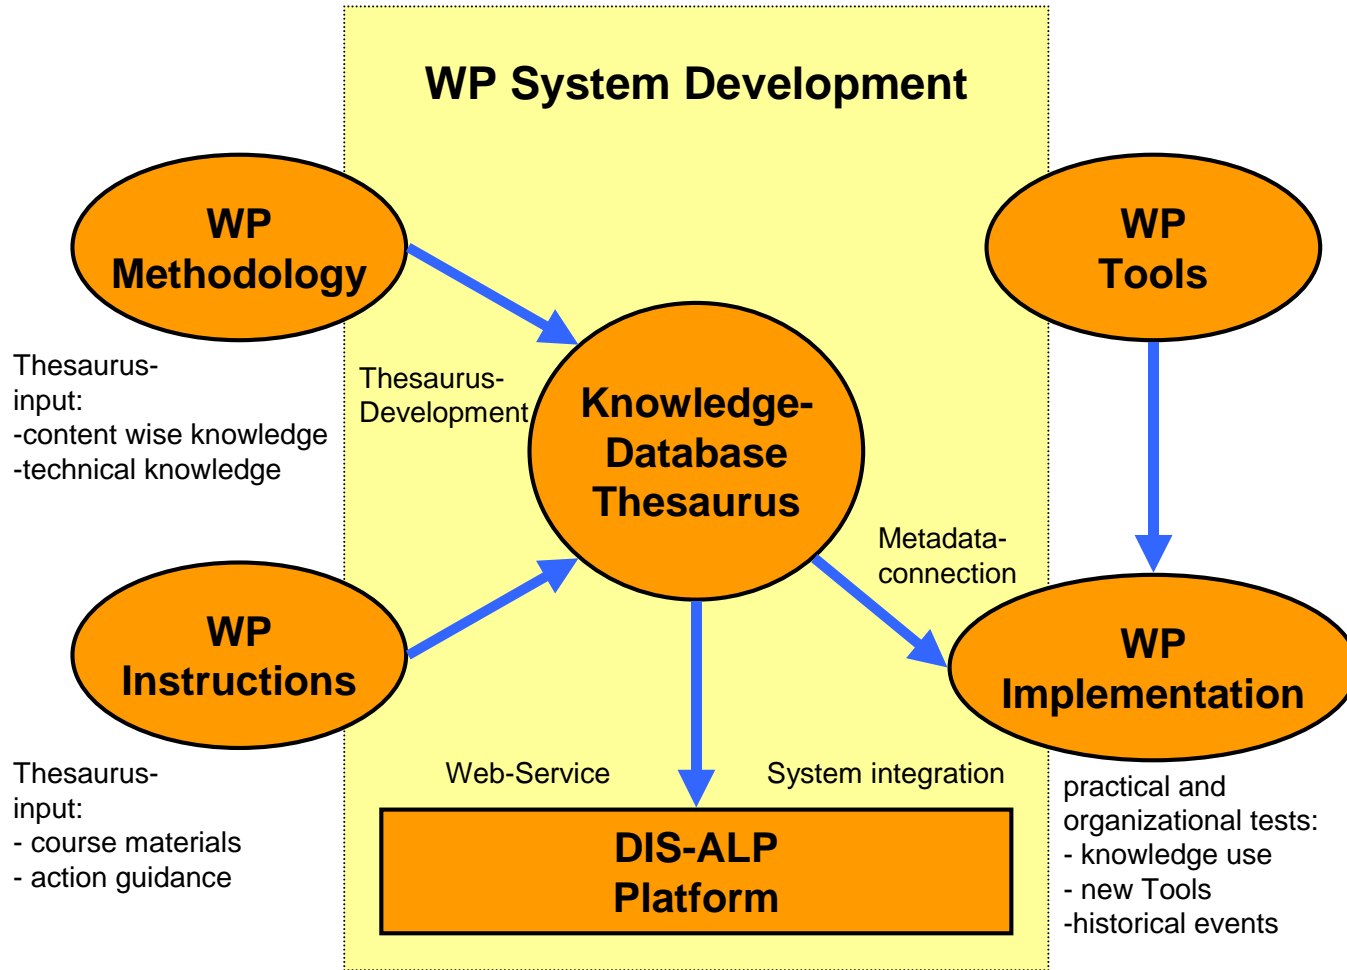 WP System Development
WP
Methodology
WP
Tools
Thesaurus-
input:
-content wise knowledge
-technical knowledge
Thesaurus-
Development
Knowledge-
Database
Thesaurus
Metadata-
connection
WP
Instructions
WP
Implementation
Thesaurus-
input:
- course materials
- action guidance
Web-Service
System integration
DIS-ALP
Platform
practical and
organizational tests:
- knowledge use
- new Tools
-historical events